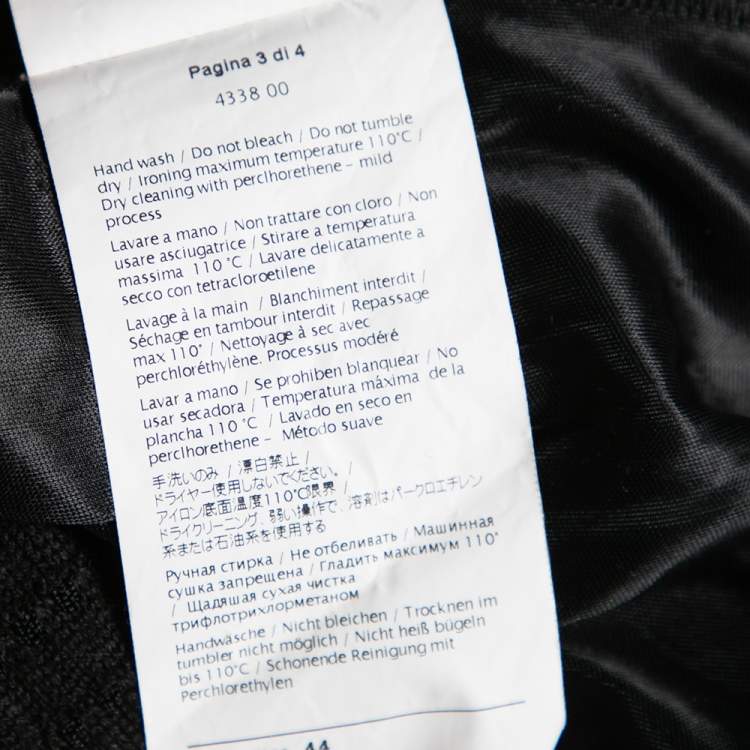 Pagina 3 di 4
4338 00
Hand wash / Do not bleach / Do not tumble
dry / Ironing maximum temperature 110°C /
Dry cleaning with perclhorethene – mild
process
Lavare a mano / Non trattare con cloro / Non
usare asciugatrice / Stirare a temperatura
massima 110 °C / Lavare delicatamente a
secco con tetracloroetilene
Lavage à la main / Blanchiment interdit /
Séchage en tambour interdit / Repassage
max 110° / Nettoyage à sec avec
perchloréthylène. Processus modéré
Lavar a mano / Se prohiben blanquear / No
usar secadora / Temperatura máxima de la
plancha 110 °C / Lavado en seco en
perclhorethene – Método suave
手洗いのみ / 漂白禁止 /
ドライヤー使用しないでください。 /
アイロン底面温度110°C限界 /
ドライクリーニング、弱い操作で、溶剤はパークロエチレン
系または石油系を使用する
Ручная стирка / Не отбеливать / Машинная
сушка запрещена / Гладить максимум 110°
/ Щадяшая сухая чистка
трифлотрихлорметаном
Handwäsche / Nicht bleichen / Trocknen im
tumbler nicht möglich / Nicht heiß bügeln
bis 110°C / Schonende Reinigung mit
Perchlorethylen
44